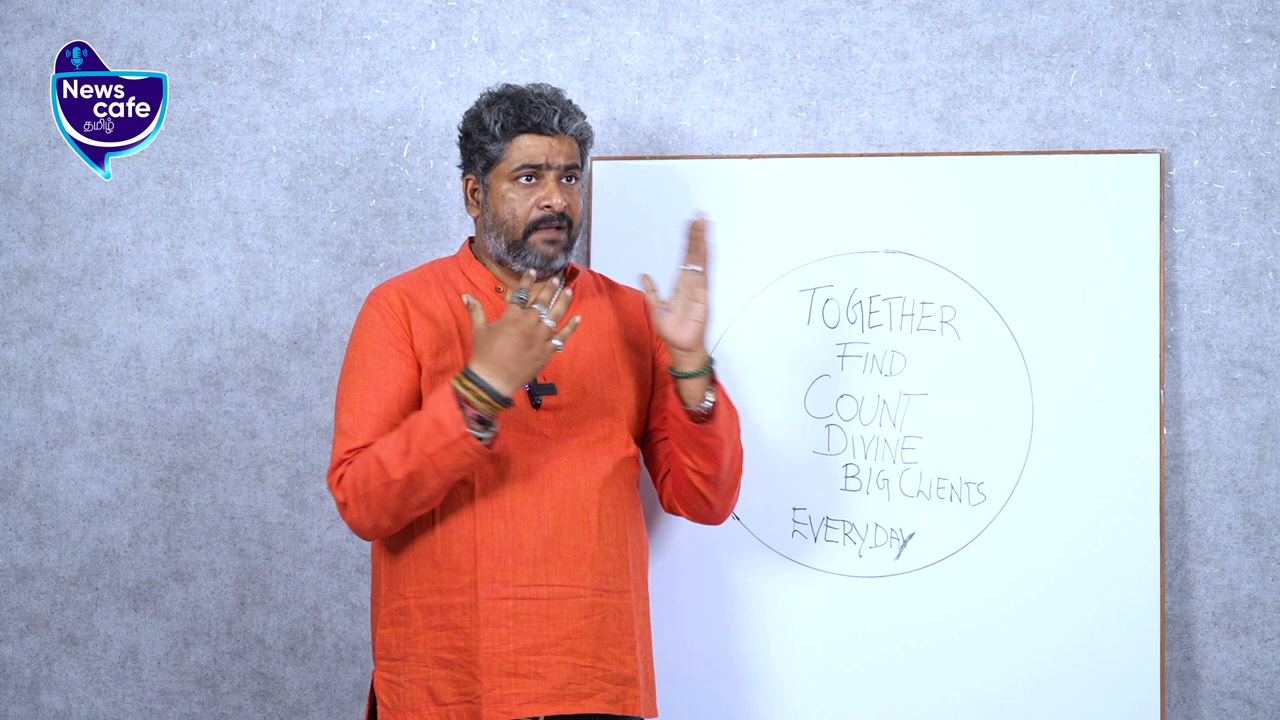 News
cafe
தமிழ்
TOGETHER
FIND
COUNT
DIVINE
BIG CLIENTS
EVERYDAY